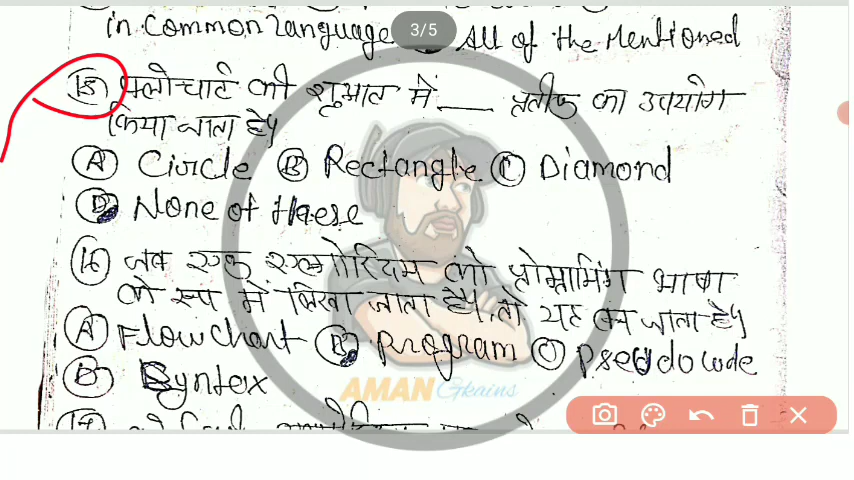 in Common language All of the Mentioned
3/5
15 फ्लोचार्ट की शुरुआत में ___ प्रतीक का उपयोग
किया जाता है।
A Circle B Rectangle C Diamond
D None of these
16 जब एक एल्गोरिदम को प्रोग्रामिंग भाषा
के रूप में लिखा जाता है, तो यह बन जाता है।
A Flowchart B Program C Pseudocode
D Syntax
AMAN Gkains